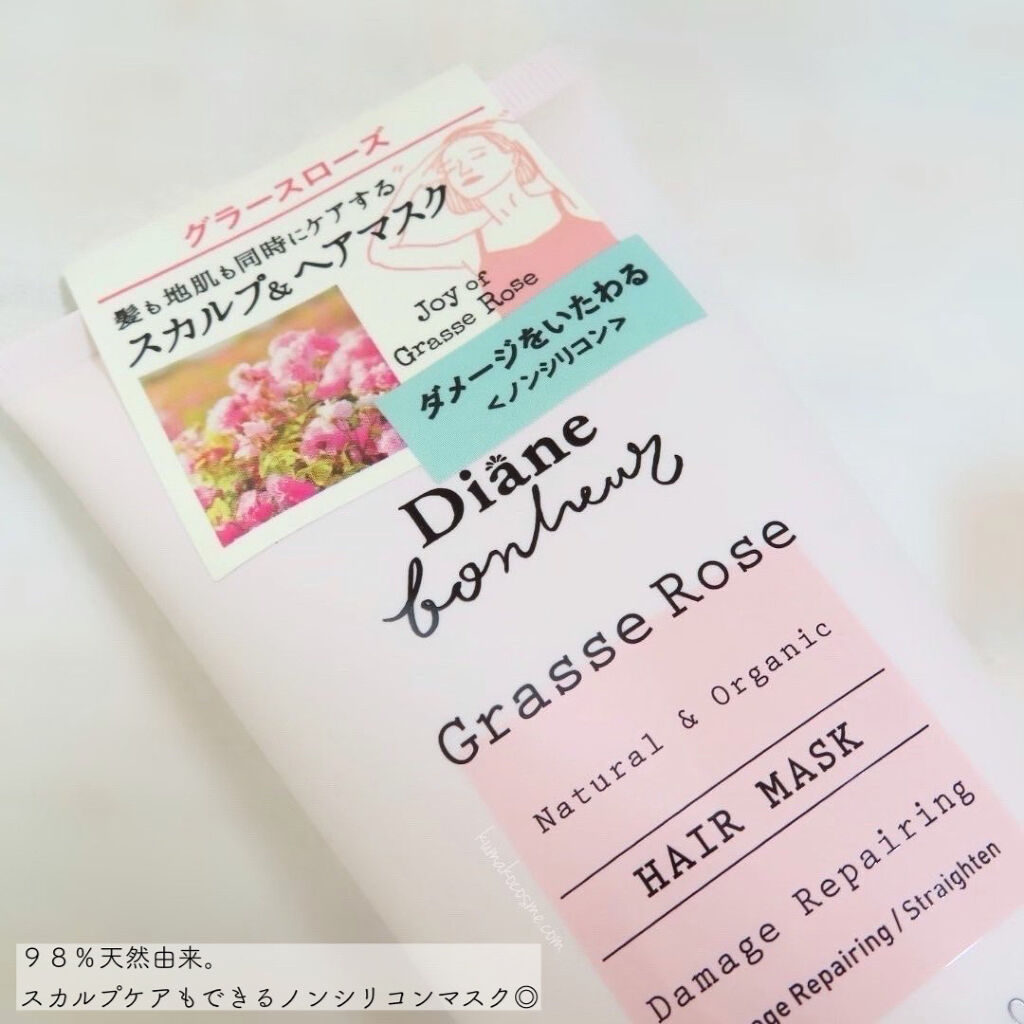 グラースローズ
髪も地肌も同時にケアする
スカルプ&ヘアマスク
Joy of
Grasse Rose
ダメージをいたわる
<ノンシリコン>
Diane
bonheur
Grasse Rose
Natural & Organic
HAIR MASK
Damage Repairing
Repairing / Straighten
kumakocosme.com
98%天然由来。
スカルプケアもできるノンシリコンマスク◎